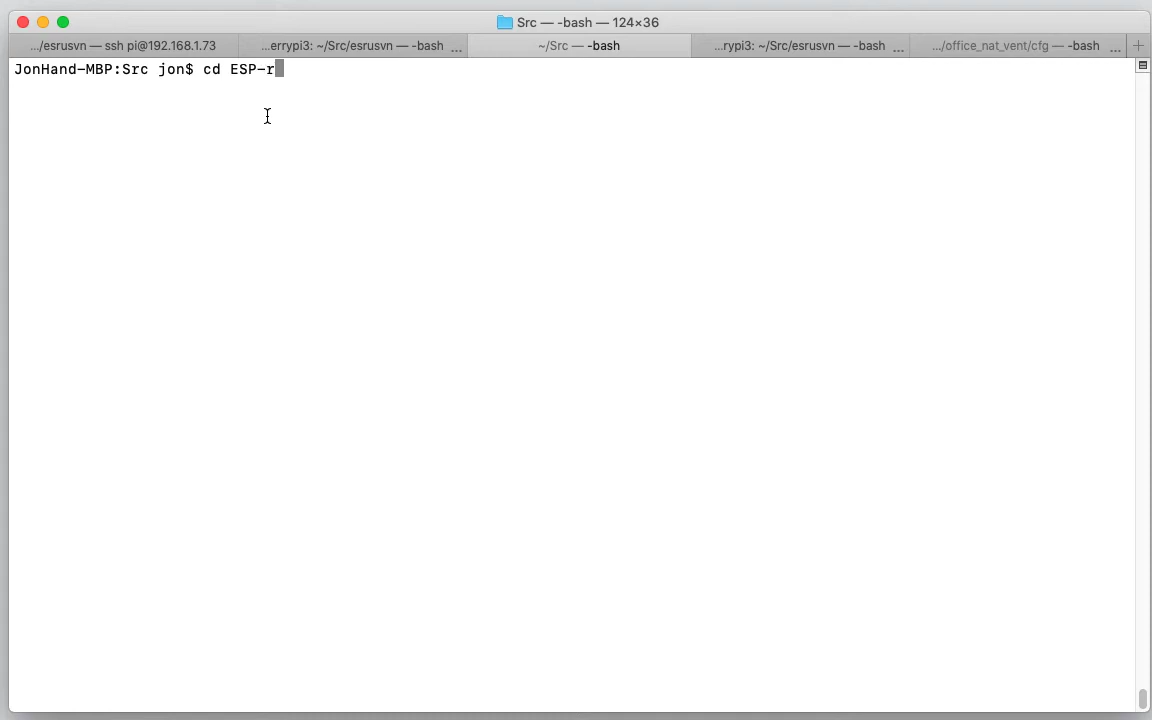 Src — -bash — 124×36
.../esrusvn — ssh pi@192.168.1.73
...errypi3: ~/Src/esrusvn — -bash ...
~/Src — -bash
...rypi3: ~/Src/esrusvn — -bash ...
.../office_nat_vent/cfg — -bash ...
JonHand-MBP:Src jon$ cd ESP-r